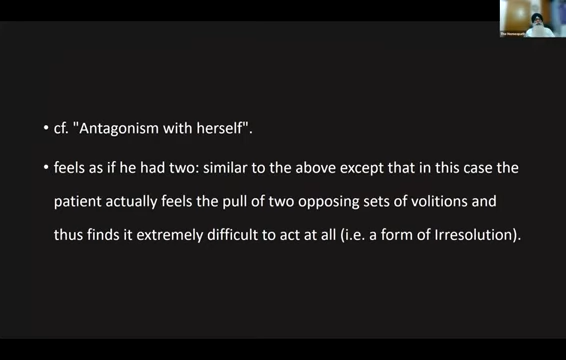 • cf. "Antagonism with herself".
• feels as if he had two: similar to the above except that in this case the
patient actually feels the pull of two opposing sets of volitions and
thus finds it extremely difficult to act at all (i.e. a form of Irresolution).